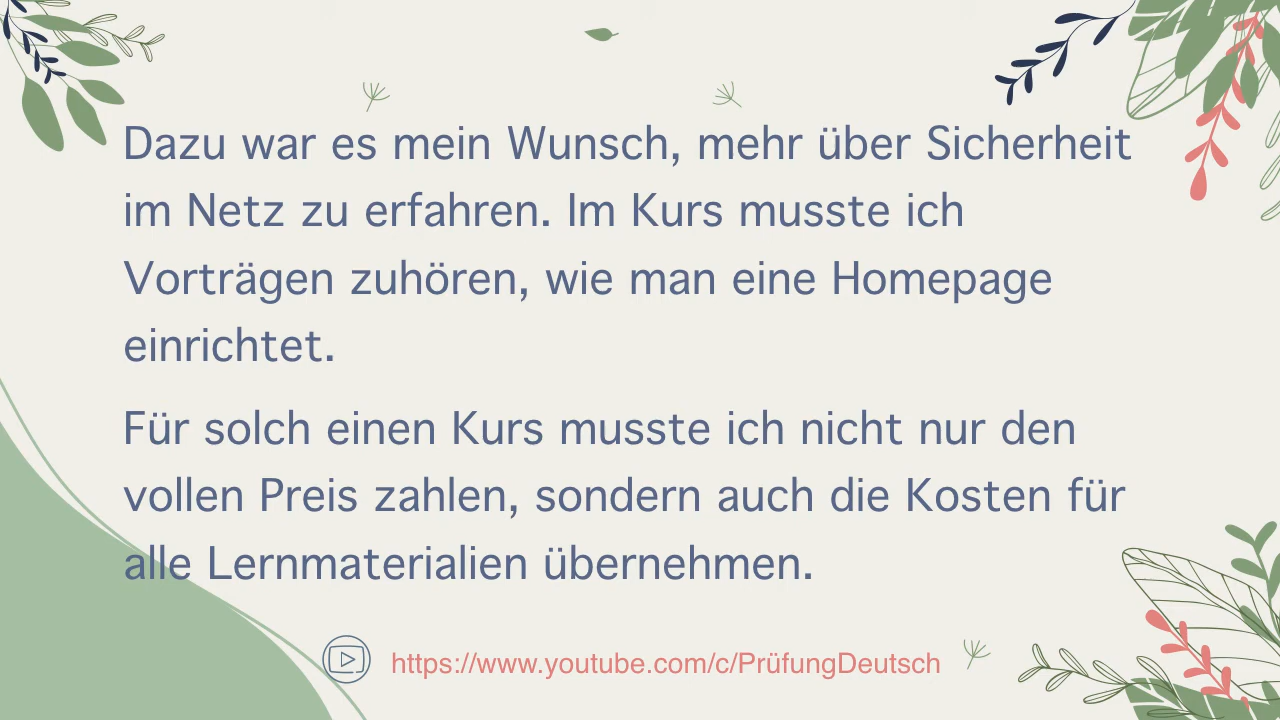 Dazu war es mein Wunsch, mehr über Sicherheit
im Netz zu erfahren. Im Kurs musste ich
Vorträgen zuhören, wie man eine Homepage
einrichtet.
Für solch einen Kurs musste ich nicht nur den
vollen Preis zahlen, sondern auch die Kosten für
alle Lernmaterialien übernehmen.
https://www.youtube.com/c/PrüfungDeutsch